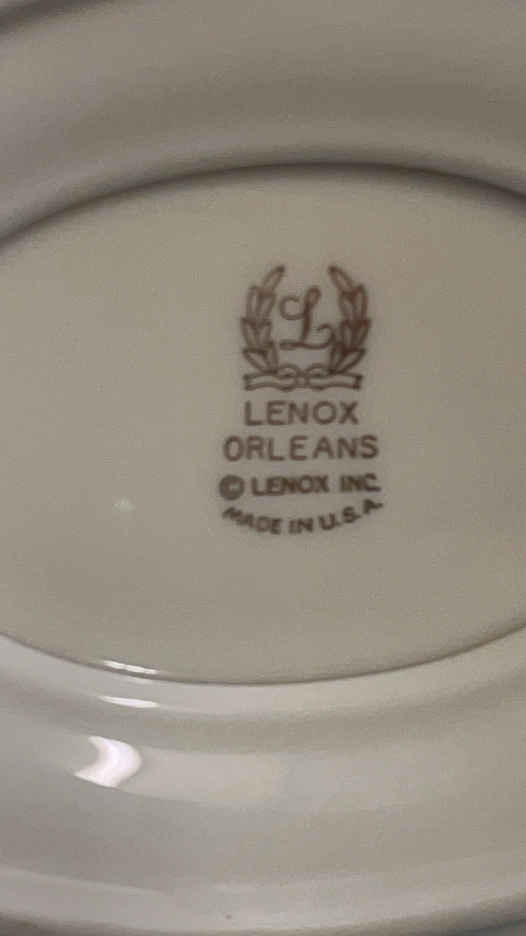 L
LENOX
ORLEANS
© LENOX INC.
MADE IN U.S.A.